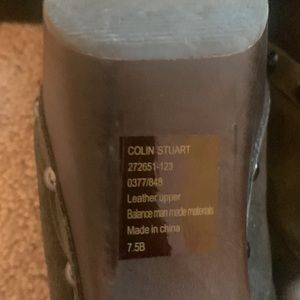 COLIN STUART
272651-123
0377/848
Leather upper
Balance man made materials
Made in china
7.5B